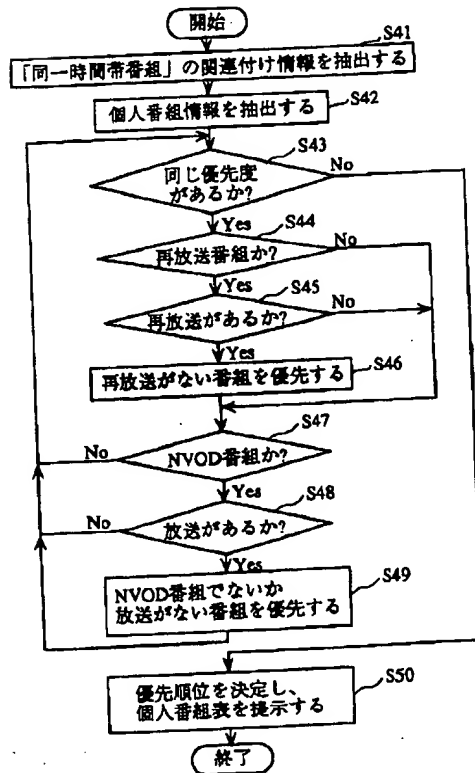 開始
S41
「同一時間帯番組」の関連付け情報を抽出する
S42
個人番組情報を抽出する
S43
同じ優先度
があるか?
No
Yes
S44
再放送番組か?
No
Yes
S45
再放送があるか?
No
Yes
S46
再放送がない番組を優先する
S47
NVOD番組か?
No
Yes
S48
放送があるか?
No
Yes
S49
NVOD番組でないか
放送がない番組を優先する
S50
優先順位を決定し、
個人番組表を提示する
終了